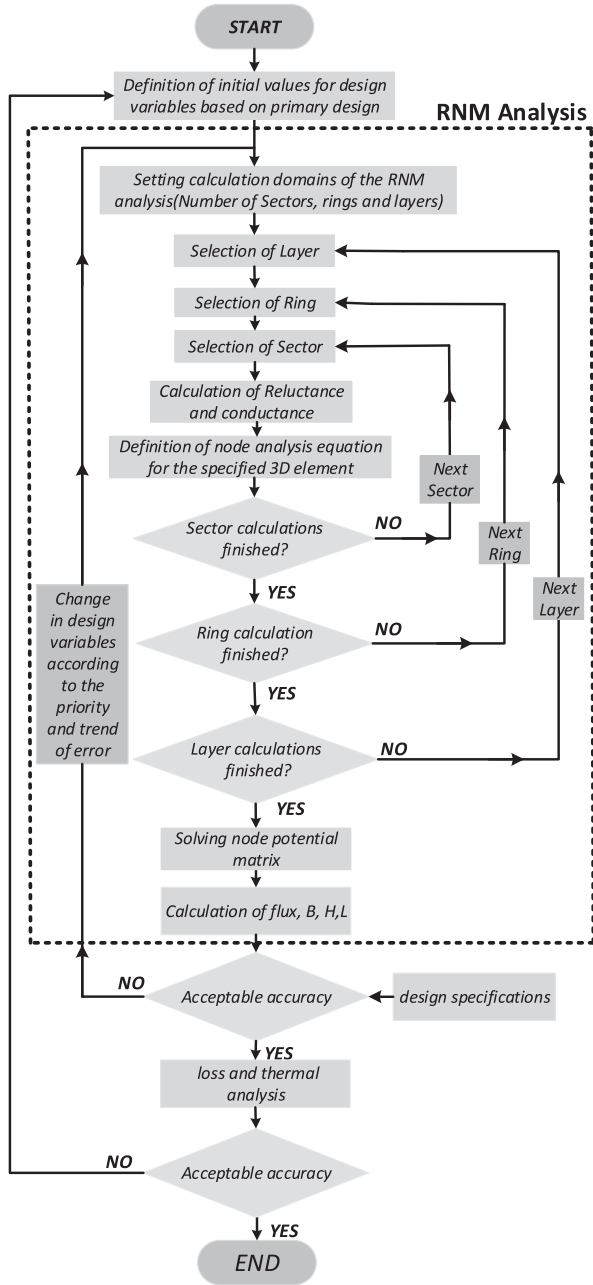 START
Definition of initial values for design
variables based on primary design
RNM Analysis
Setting calculation domains of the RNM
analysis(Number of Sectors, rings and layers)
Selection of Layer
Selection of Ring
Selection of Sector
Calculation of Reluctance
and conductance
Definition of node analysis equation
for the specified 3D element
Next
Sector
Sector calculations
finished?
NO
Next
Ring
YES
Next
Layer
Change
in design
variables
according
to the
priority
and trend
of error
Ring calculation
finished?
NO
YES
Layer calculations
finished?
NO
YES
Solving node potential
matrix
Calculation of flux, B, H,L
NO
Acceptable accuracy
design specifications
YES
loss and thermal
analysis
NO
Acceptable accuracy
YES
END